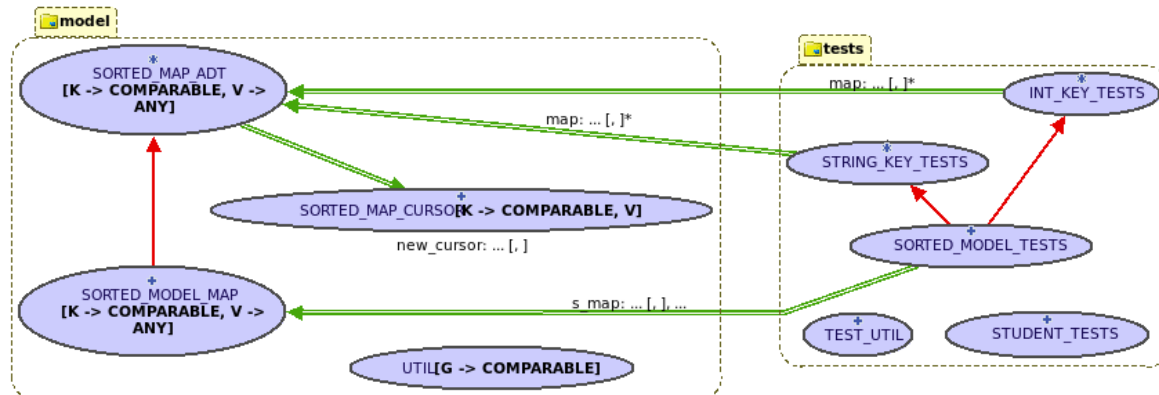 model
*
SORTED_MAP_ADT
[K -> COMPARABLE, V ->
ANY]
map: ... [, ]*
+
SORTED_MAP_CURSOR[K -> COMPARABLE, V]
new_cursor: ... [, ]
+
SORTED_MODEL_MAP
[K -> COMPARABLE, V ->
ANY]
s_map: ... [, ], ...
UTIL[G -> COMPARABLE]
tests
map: ... [, ]*
*
INT_KEY_TESTS
*
STRING_KEY_TESTS
+
SORTED_MODEL_TESTS
+
TEST_UTIL
+
STUDENT_TESTS